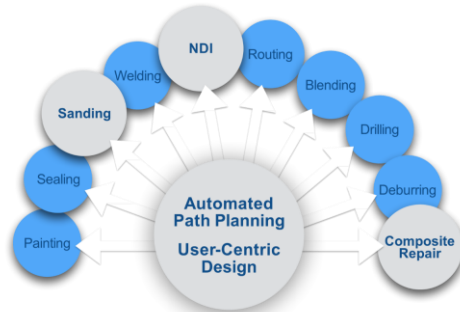 NDI
Welding
Routing
Blending
Sanding
Drilling
Sealing
Deburring
Painting
Automated
Path Planning
User-Centric
Design
Composite
Repair